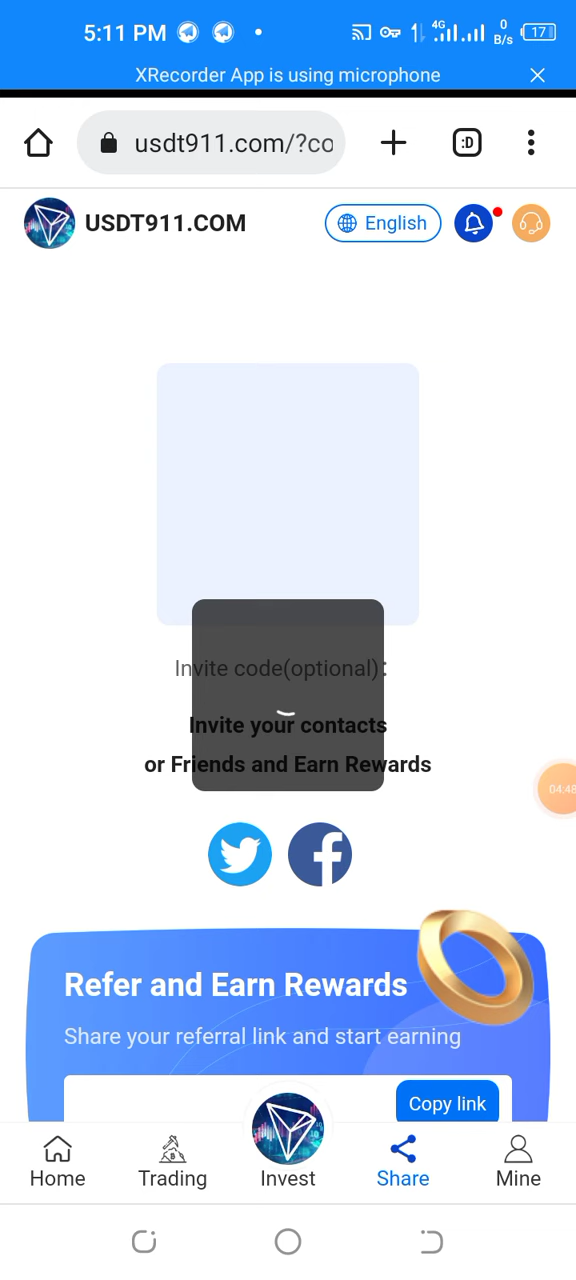 5:11 PM
4G
0
B/s
17
XRecorder App is using microphone
usdt911.com/?co
:D
USDT911.COM
English
Invite code(optional):
Invite your contacts
or Friends and Earn Rewards
04:48
Refer and Earn Rewards
Share your referral link and start earning
Copy link
Home
Trading
Invest
Share
Mine